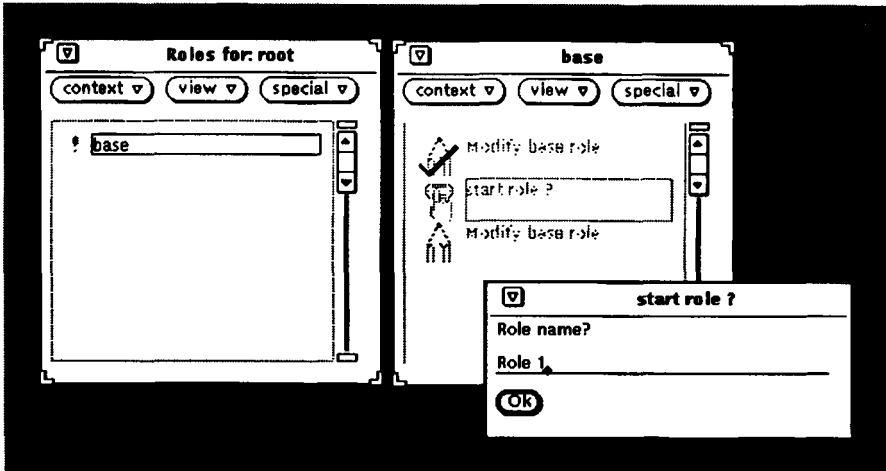 Roles for: root
context view special
base
base
context view special
Modify base role
start role ?
Modify base role
start role ?
Role name?
Role 1
Ok